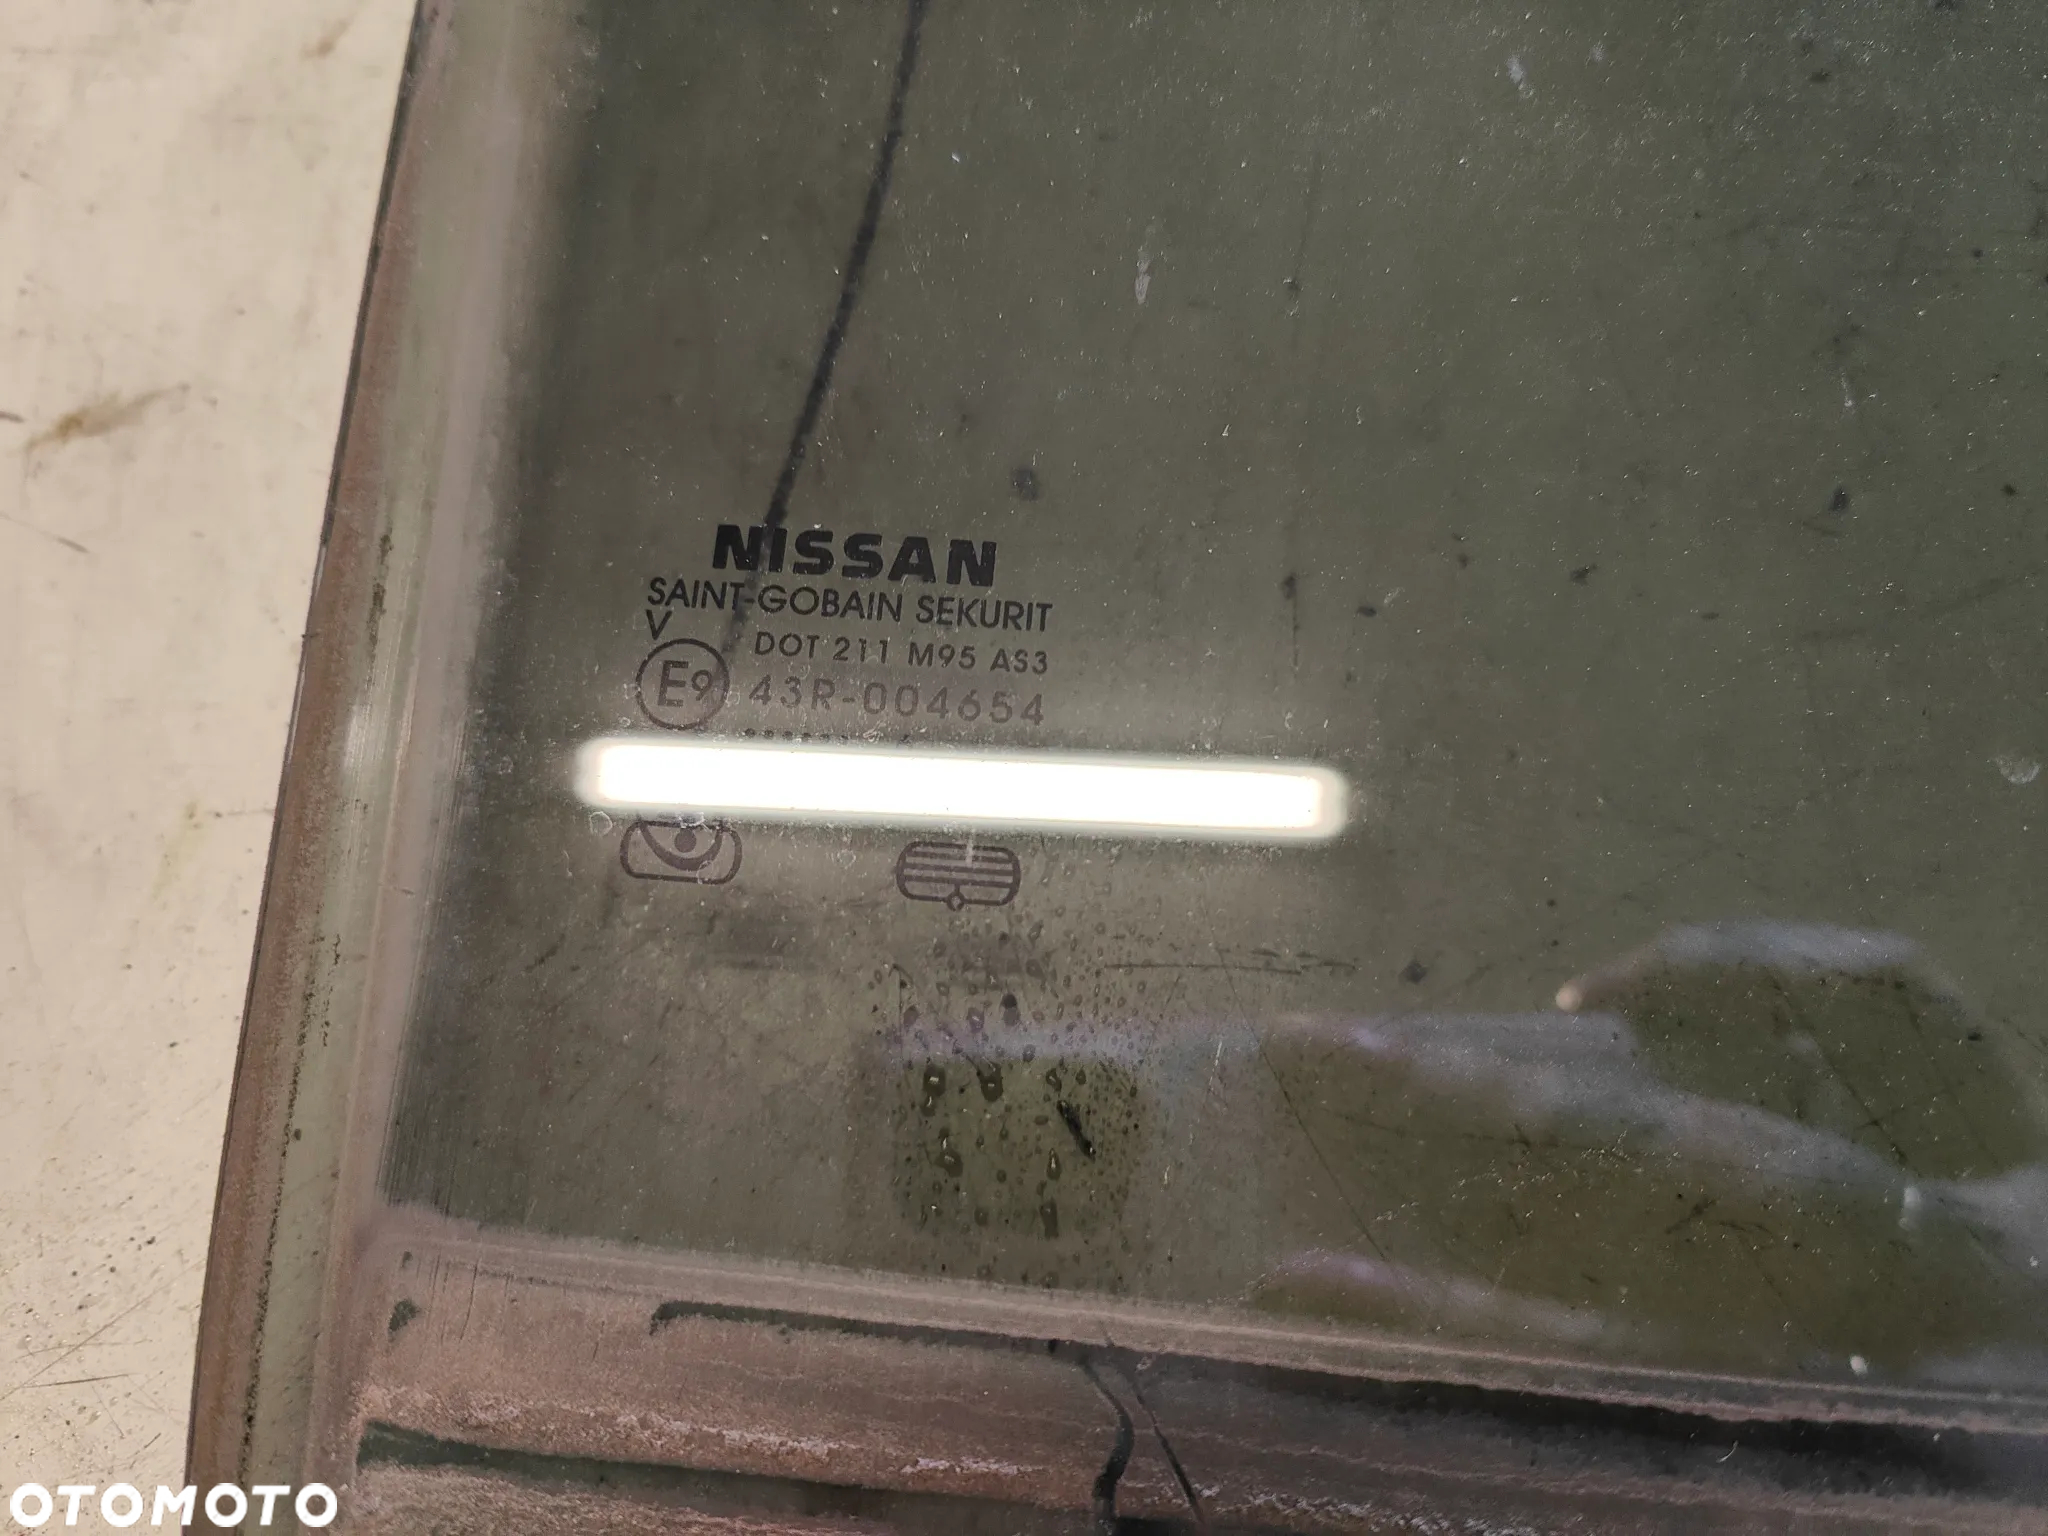 NISSAN
SAINT-GOBAIN SEKURIT
V
DOT 211 M95 AS3
E9 43R-004654
OTOMOTO